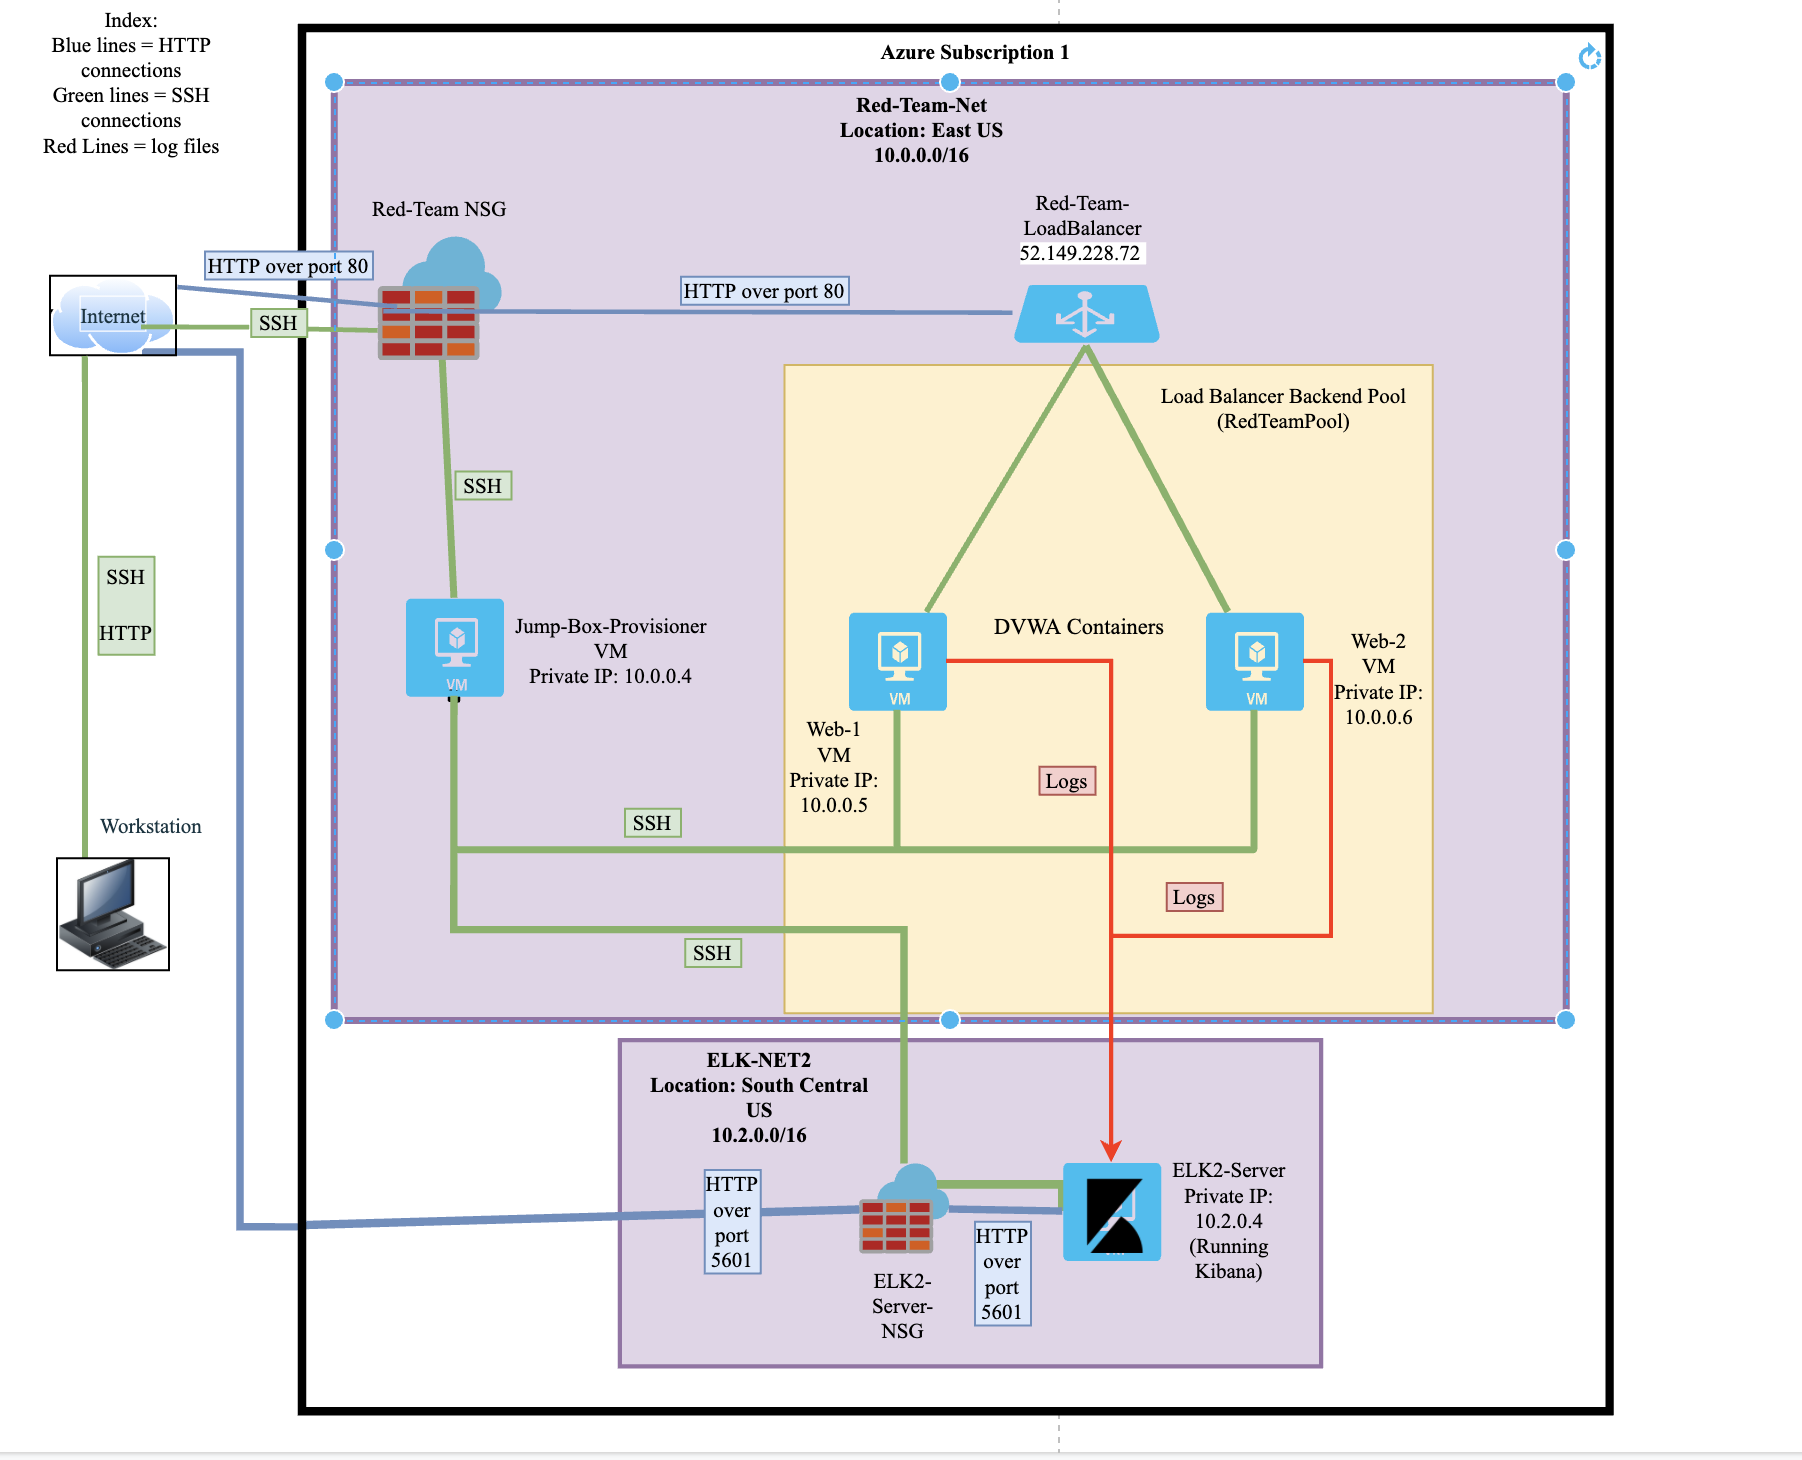 Index:
Blue lines = HTTP
connections
Green lines = SSH
connections
Red Lines = log files
Azure Subscription 1
Red-Team-Net
Location: East US
10.0.0.0/16
Red-Team NSG
Red-Team-
LoadBalancer
52.149.228.72
HTTP over port 80
HTTP over port 80
Internet
SSH
Load Balancer Backend Pool
(RedTeamPool)
SSH
SSH
HTTP
Jump-Box-Provisioner
VM
Private IP: 10.0.0.4
VM
DVWA Containers
VM
VM
Web-2
VM
Private IP:
10.0.0.6
Web-1
VM
Private IP:
10.0.0.5
Logs
SSH
Workstation
Logs
SSH
ELK-NET2
Location: South Central
US
10.2.0.0/16
HTTP
over
port
5601
ELK2-Server
Private IP:
10.2.0.4
(Running
Kibana)
HTTP
over
port
5601
ELK2-
Server-
NSG